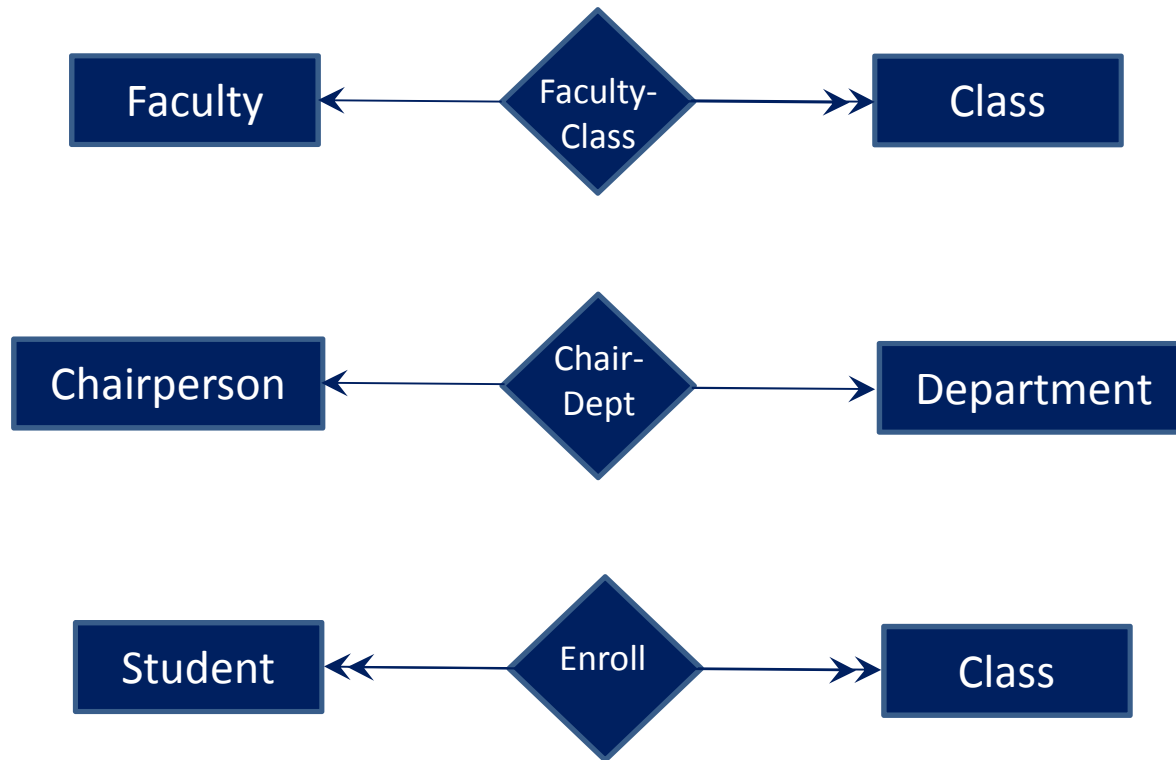 Faculty
Faculty-
Class
Class
Chairperson
Chair-
Dept
Department
Student
Enroll
Class